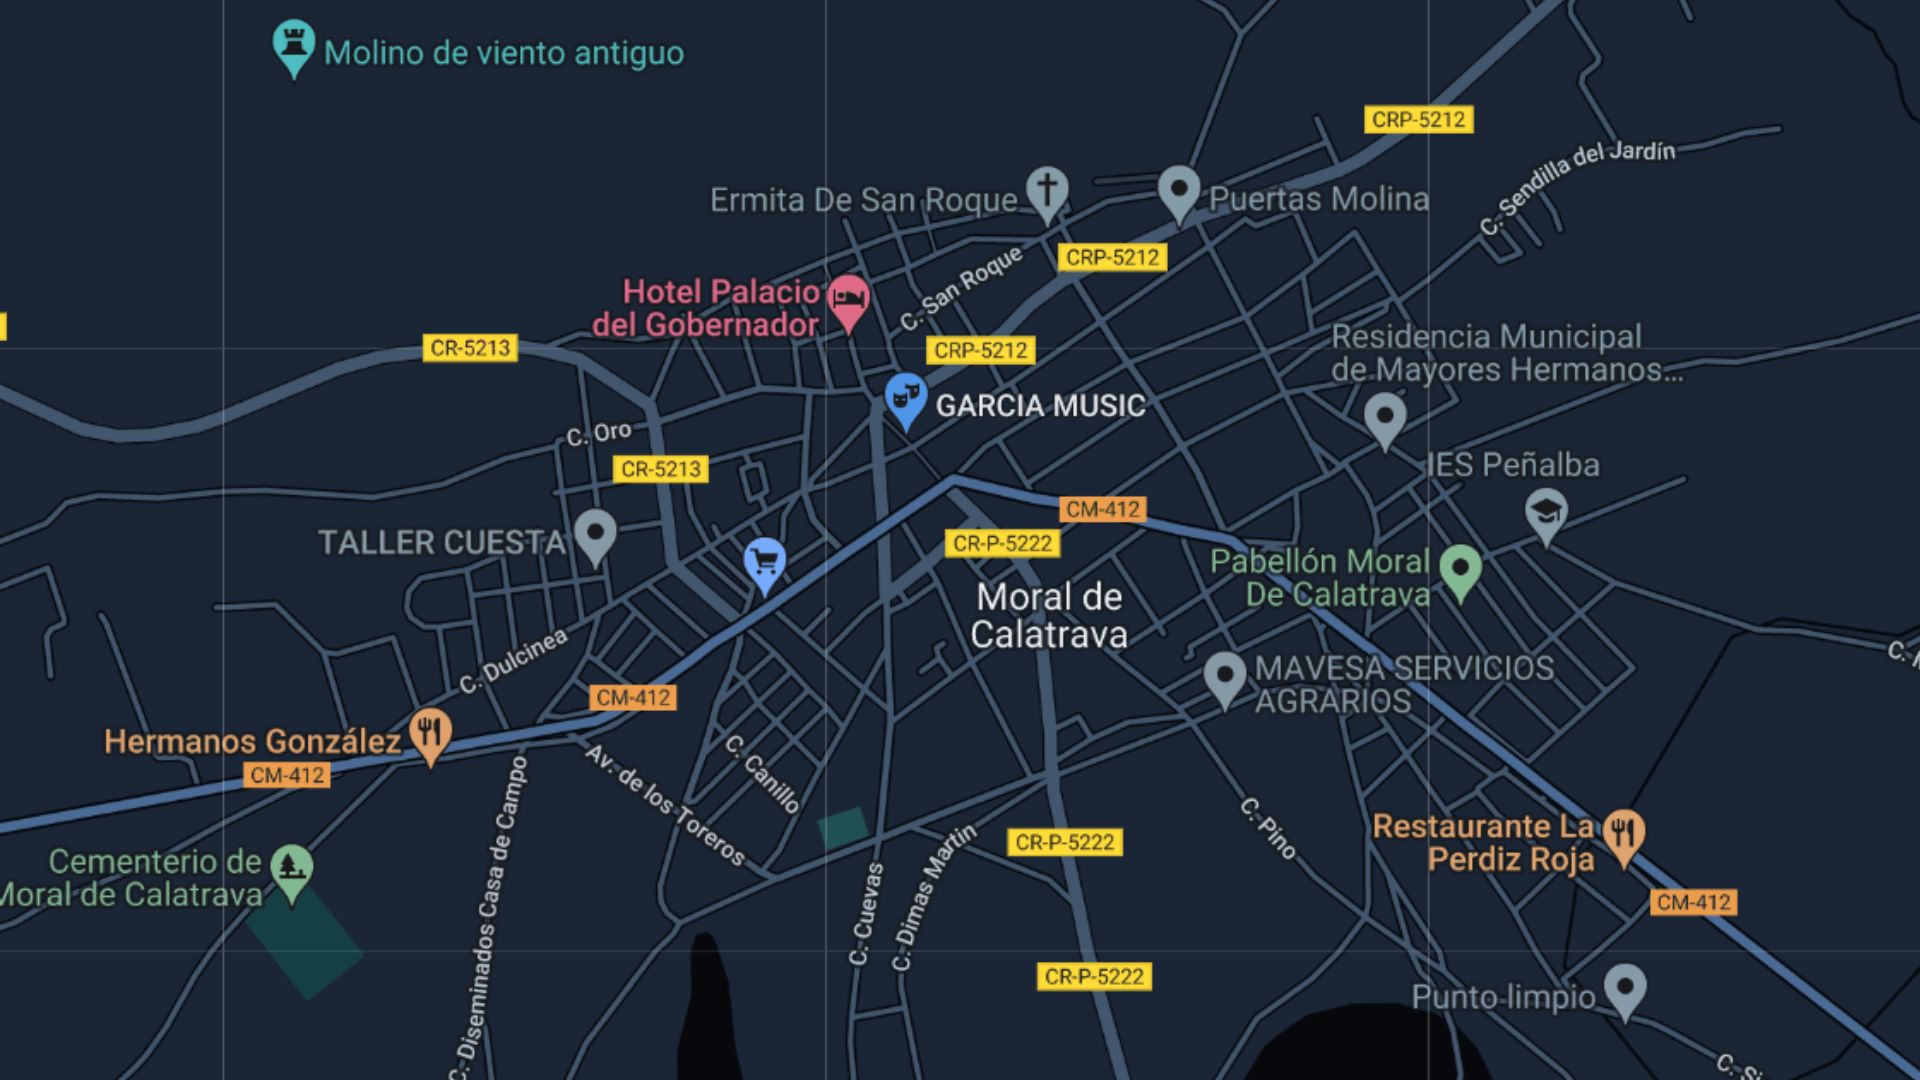 Molino de viento antiguo
CRP-5212
C. Sendilla del Jardín
Ermita De San Roque
Puertas Molina
CRP-5212
C. San Roque
Hotel Palacio
del Gobernador
CR-5213
CRP-5212
Residencia Municipal
de Mayores Hermanos...
GARCIA MUSIC
C. Oro
CR-5213
IES Peñalba
CM-412
TALLER CUESTA
CR-P-5222
Pabellón Moral
De Calatrava
Moral de
Calatrava
C. Dulcinea
MAVESA SERVICIOS
AGRARIOS
CM-412
Hermanos González
CM-412
Av. de los Toreros
C. Canillo
C. Diseminados Casa de Campo
C. Pino
Restaurante La
Perdiz Roja
CR-P-5222
Cementerio de
Moral de Calatrava
C. Cuevas
C. Dimas Martin
CM-412
CR-P-5222
Punto limpio